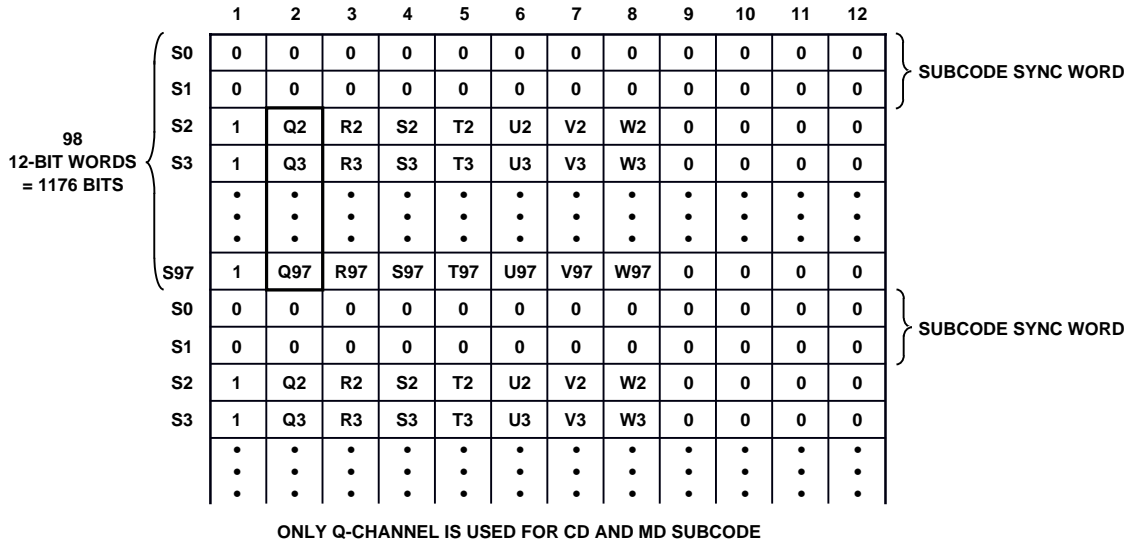 1 2 3 4 5 6 7 8 9 10 11 12
S0 0 0 0 0 0 0 0 0 0 0 0 0
SUBCODE SYNC WORD
S1 0 0 0 0 0 0 0 0 0 0 0 0
98
12-BIT WORDS
= 1176 BITS
S2 1 Q2 R2 S2 T2 U2 V2 W2 0 0 0 0
S3 1 Q3 R3 S3 T3 U3 V3 W3 0 0 0 0
• • • • • • • • • • • •
• • • • • • • • • • • •
• • • • • • • • • • • •
S97 1 Q97 R97 S97 T97 U97 V97 W97 0 0 0 0
S0 0 0 0 0 0 0 0 0 0 0 0 0
SUBCODE SYNC WORD
S1 0 0 0 0 0 0 0 0 0 0 0 0
S2 1 Q2 R2 S2 T2 U2 V2 W2 0 0 0 0
S3 1 Q3 R3 S3 T3 U3 V3 W3 0 0 0 0
• • • • • • • • • • • •
• • • • • • • • • • • •
• • • • • • • • • • • •
ONLY Q-CHANNEL IS USED FOR CD AND MD SUBCODE